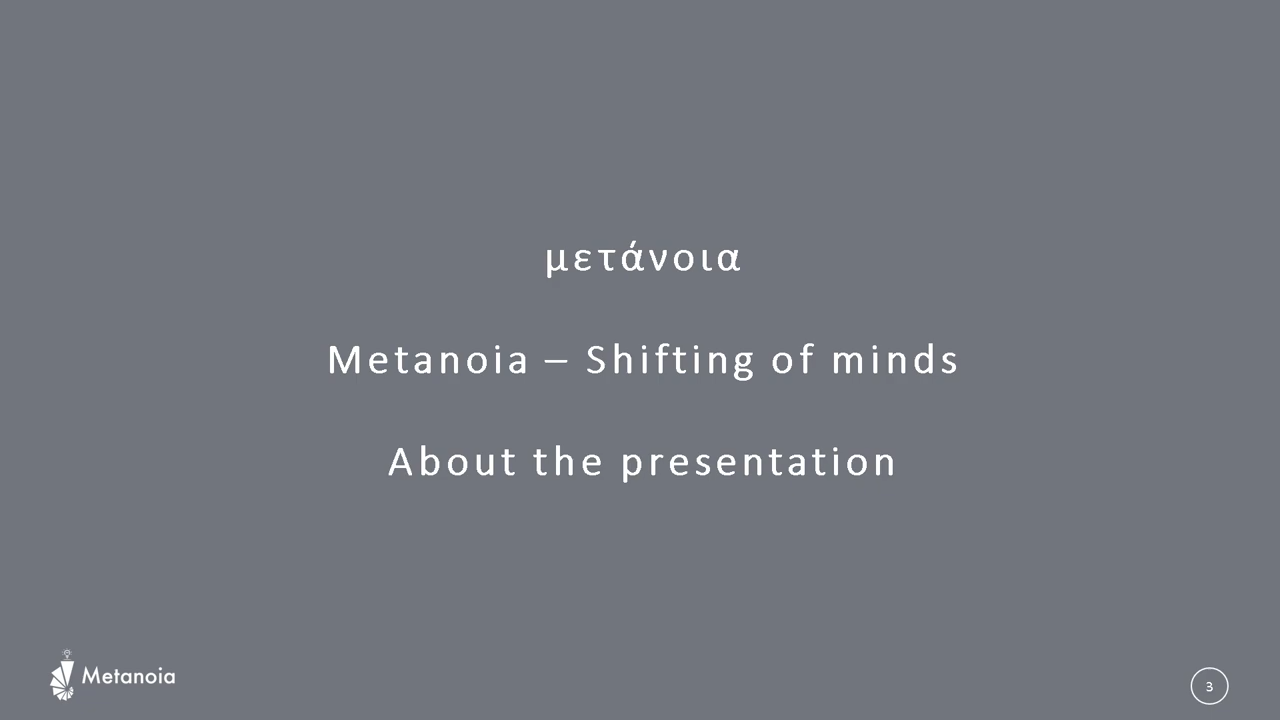 μετάνοια
Metanoia – Shifting of minds
About the presentation
Metanoia
3